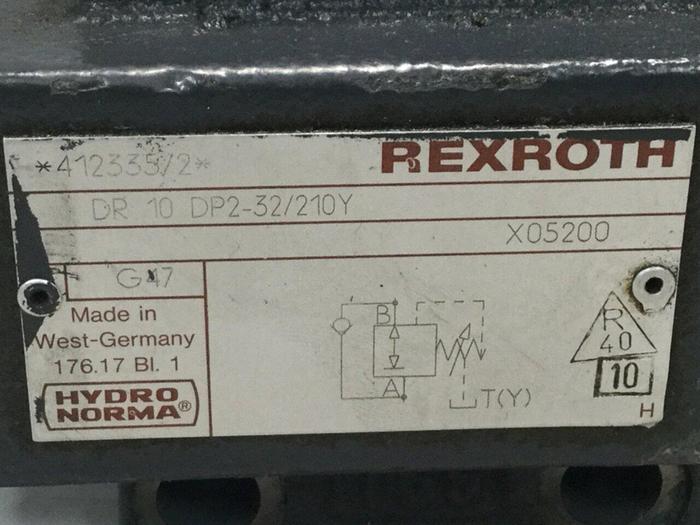 *412335/2*
REXROTH
DR 10 DP2-32/210Y
X05200
G47
Made in
West-Germany
176.17 Bl. 1
HYDRO
NORMA®
B
A
T(Y)
R
40
10
H